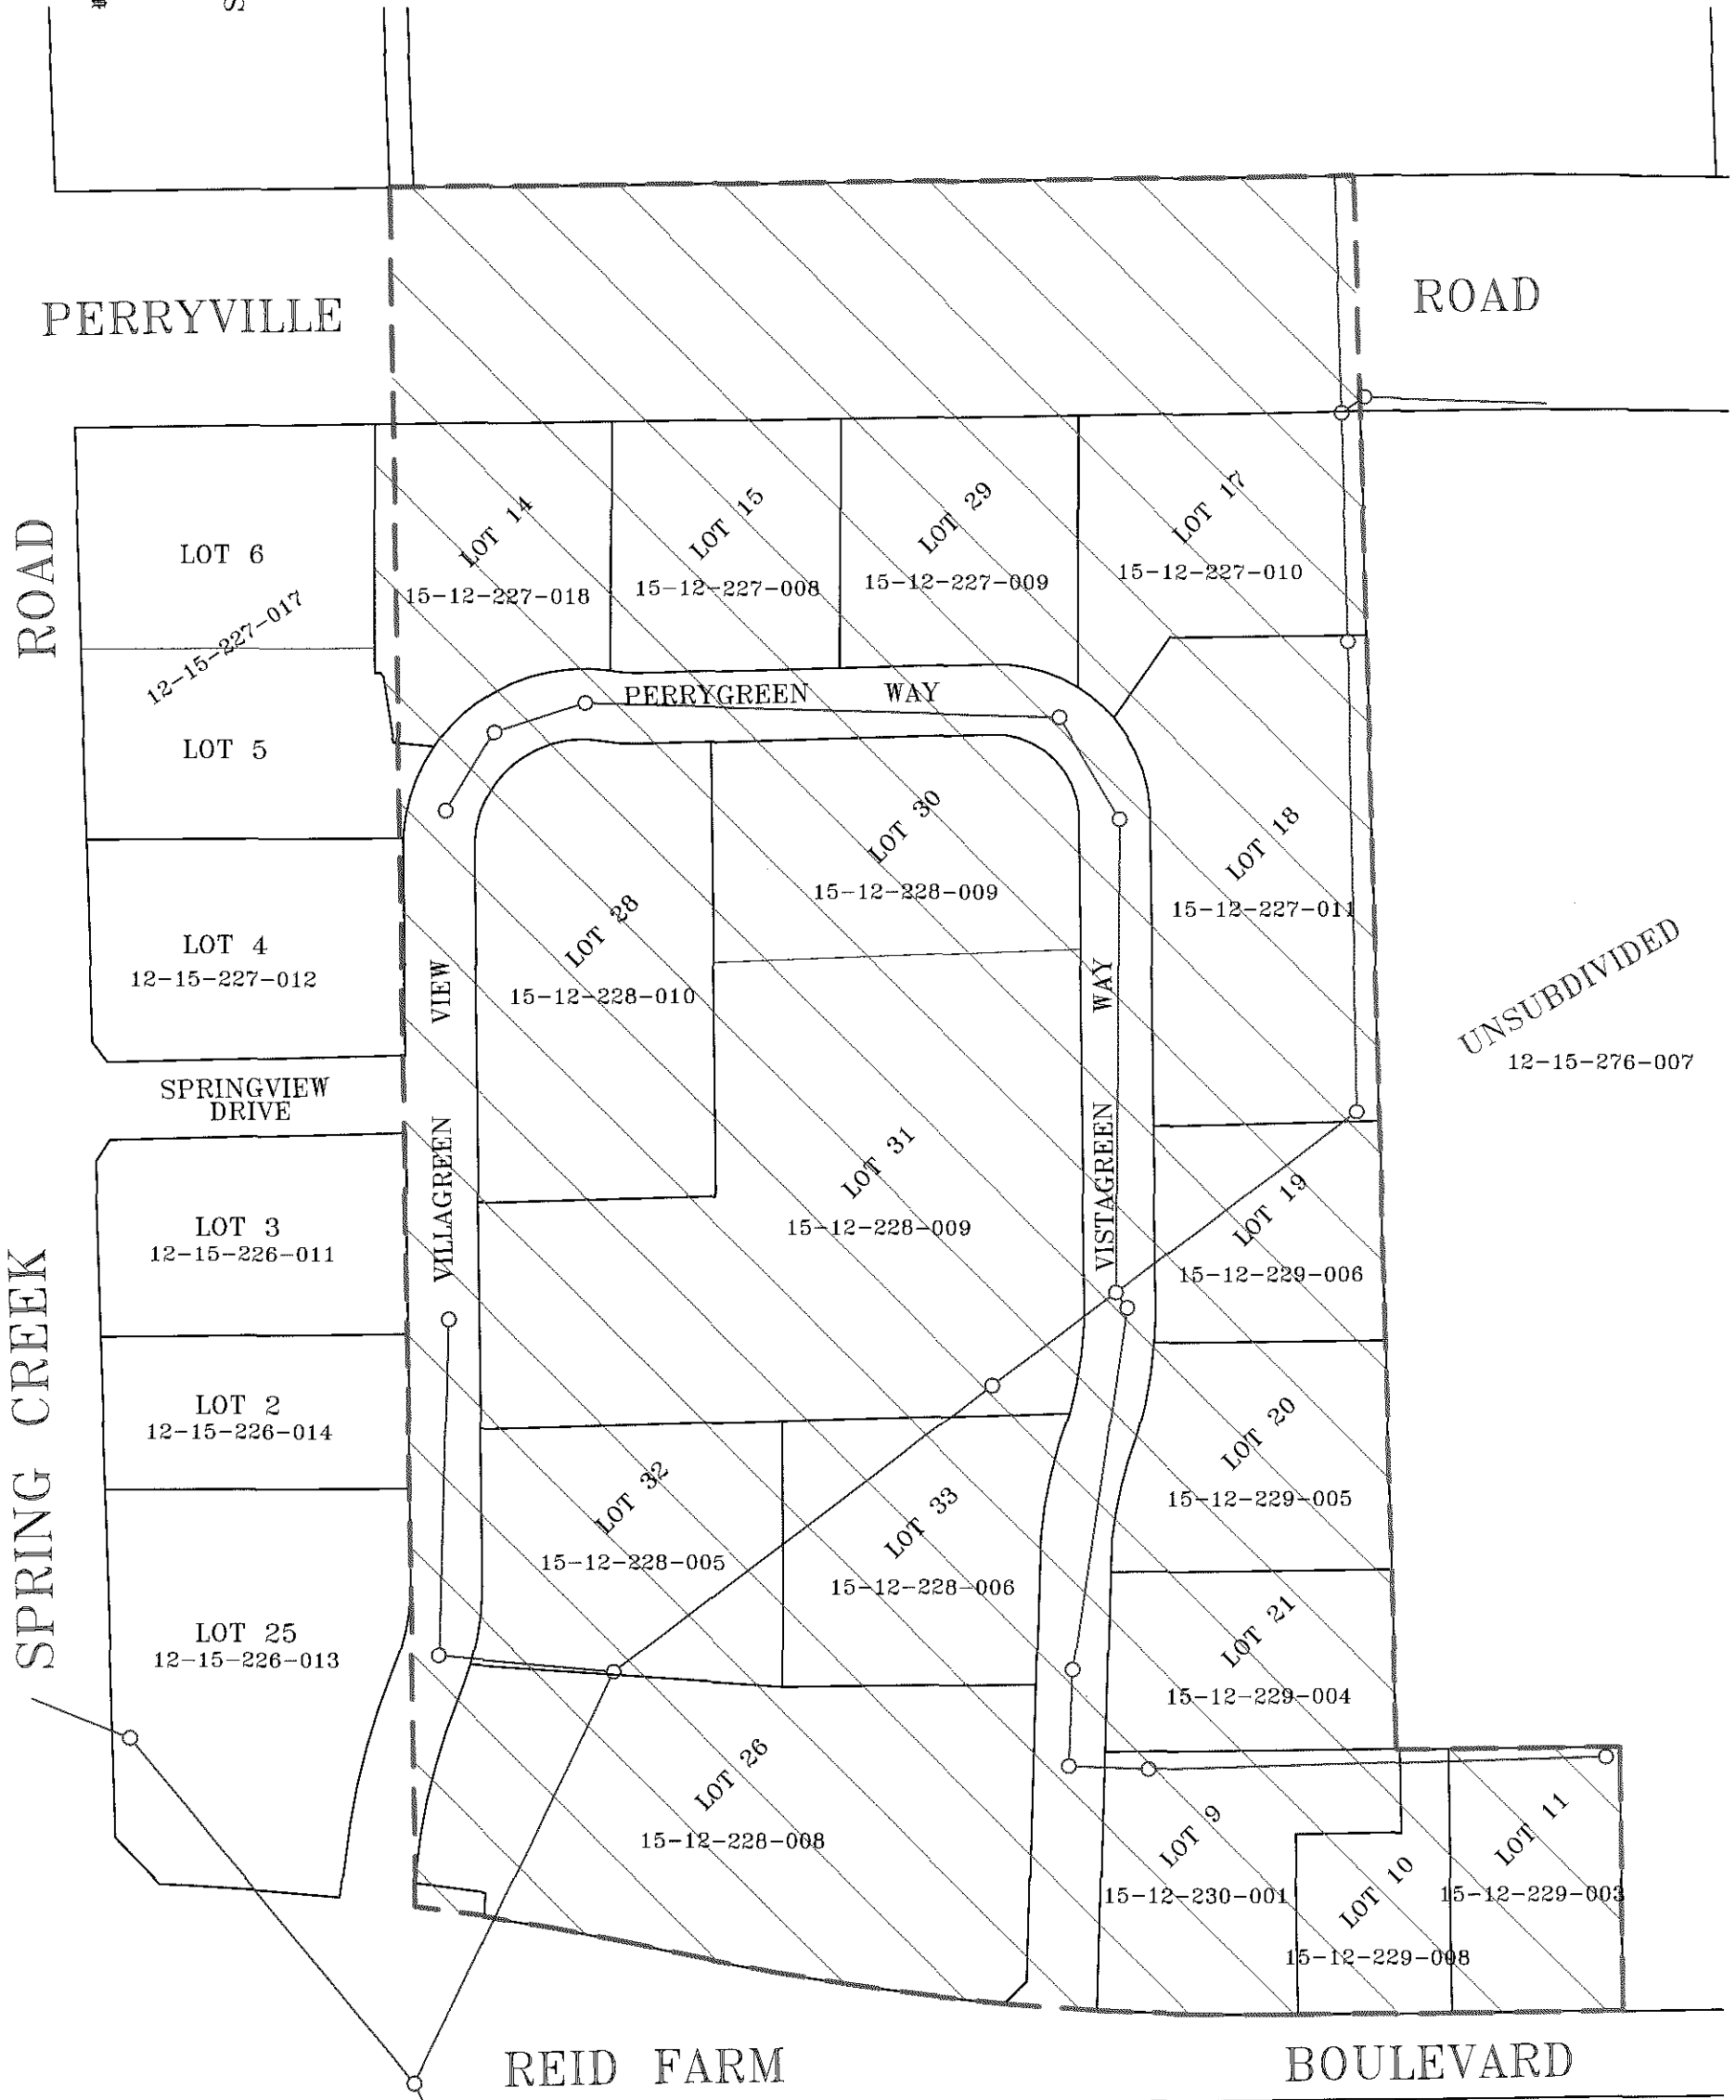 PERRYVILLE ROAD
ROAD
LOT 6
12-15-227-017
LOT 5
LOT 14
15-12-227-018
LOT 15
15-12-227-008
LOT 29
15-12-227-009
LOT 17
15-12-227-010
PERRYGREEN WAY
LOT 4
12-15-227-012
LOT 28
15-12-228-010
LOT 30
15-12-228-009
LOT 18
15-12-227-011
UNSUBDIVIDED
12-15-276-007
SPRINGVIEW
DRIVE
VILLAGREEN VIEW
VISTAGREEN WAY
LOT 31
15-12-228-009
LOT 19
15-12-229-006
SPRING CREEK
LOT 3
12-15-226-011
LOT 2
12-15-226-014
LOT 20
15-12-229-005
LOT 32
15-12-228-005
LOT 33
15-12-228-006
LOT 25
12-15-226-013
LOT 21
15-12-229-004
LOT 26
15-12-228-008
LOT 9
15-12-230-001
LOT 10
15-12-229-008
LOT 11
15-12-229-003
REID FARM BOULEVARD